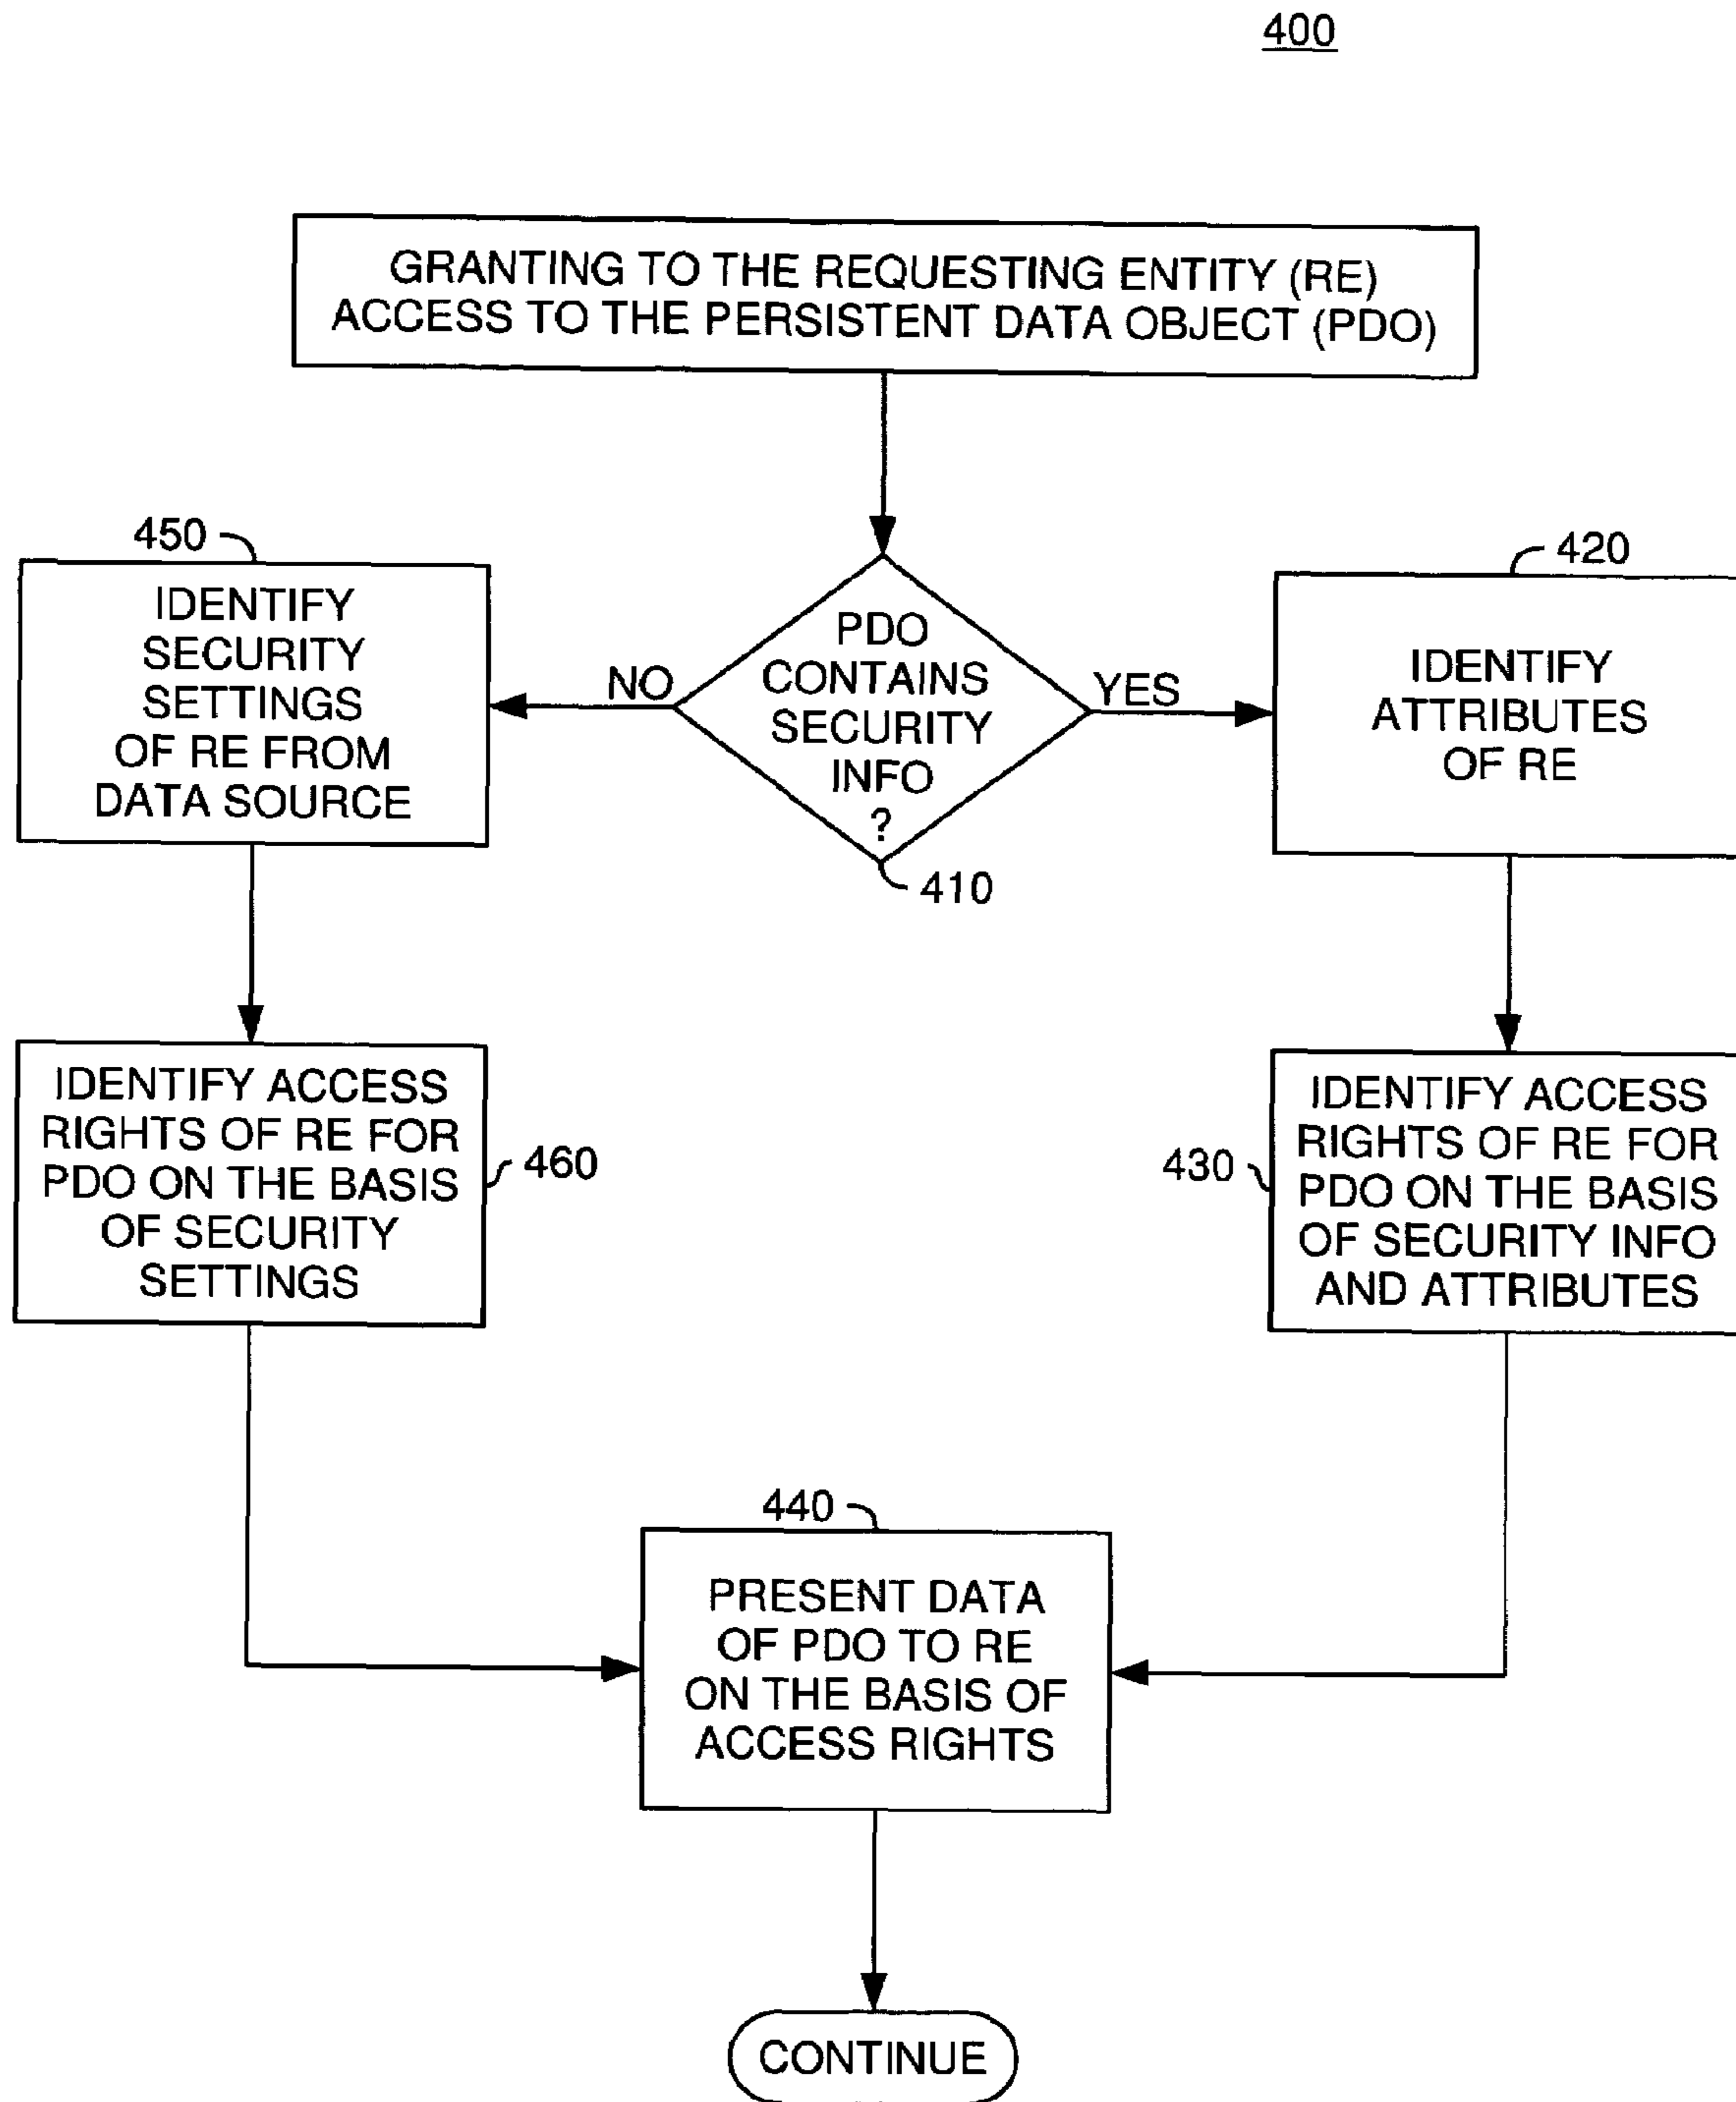 400
GRANTING TO THE REQUESTING ENTITY (RE)
ACCESS TO THE PERSISTENT DATA OBJECT (PDO)
450
IDENTIFY
SECURITY
SETTINGS
OF RE FROM
DATA SOURCE
NO
PDO
CONTAINS
SECURITY
INFO
?
410
YES
420
IDENTIFY
ATTRIBUTES
OF RE
IDENTIFY ACCESS
RIGHTS OF RE FOR
PDO ON THE BASIS
OF SECURITY
SETTINGS
460
430
IDENTIFY ACCESS
RIGHTS OF RE FOR
PDO ON THE BASIS
OF SECURITY INFO
AND ATTRIBUTES
440
PRESENT DATA
OF PDO TO RE
ON THE BASIS OF
ACCESS RIGHTS
CONTINUE